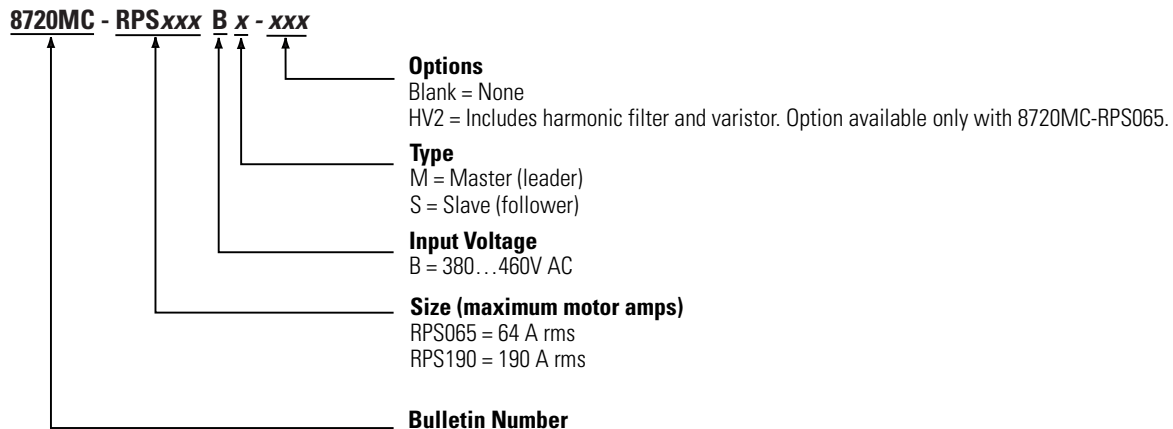 8720MC - RPSxxx B x - xxx
Options
Blank = None
HV2 = Includes harmonic filter and varistor. Option available only with 8720MC-RPS065.
Type
M = Master (leader)
S = Slave (follower)
Input Voltage
B = 380...460V AC
Size (maximum motor amps)
RPS065 = 64 A rms
RPS190 = 190 A rms
Bulletin Number